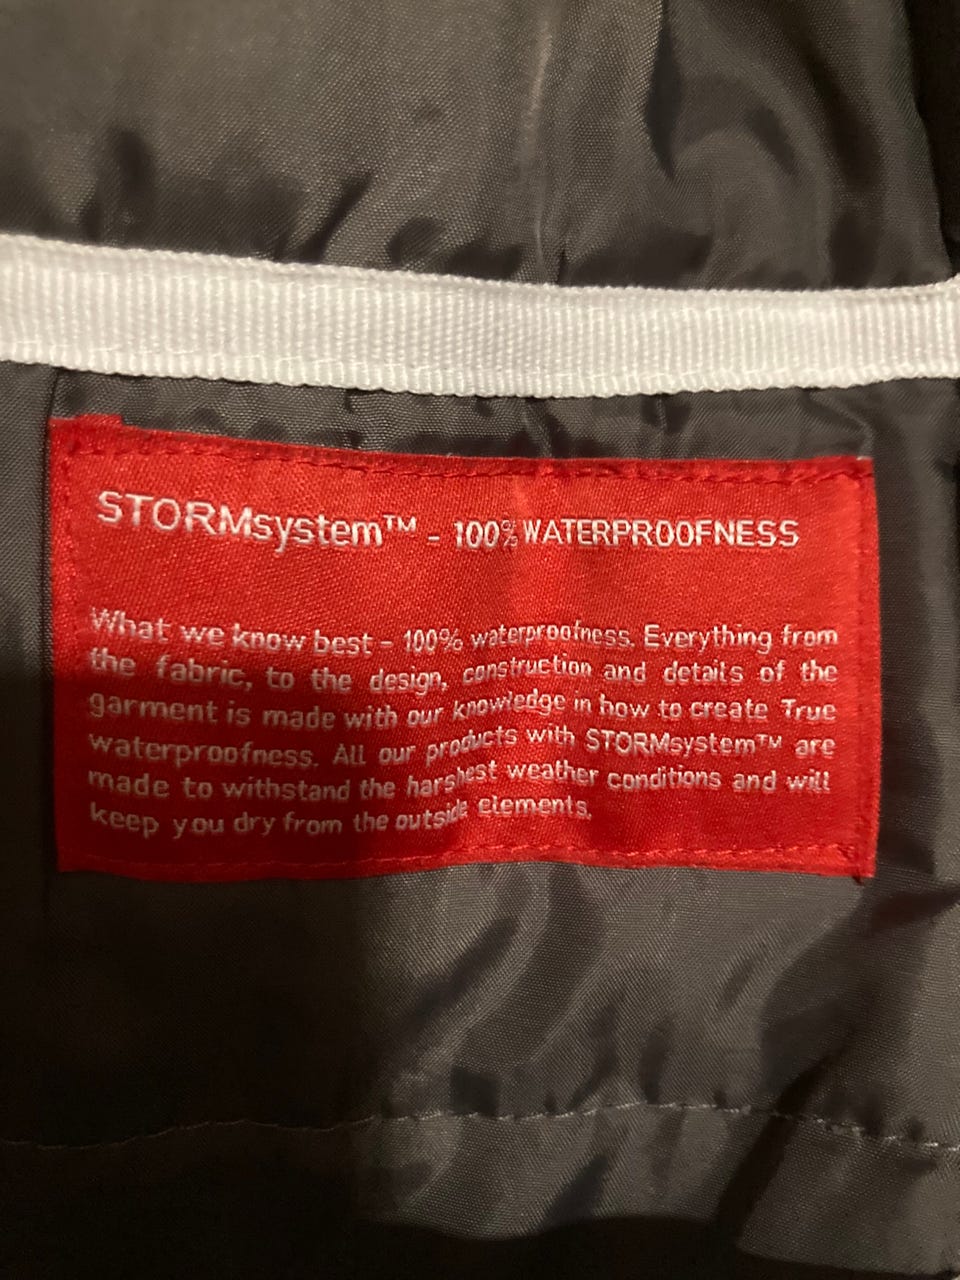 STORMsystem™ - 100% WATERPROOFNESS
What we know best - 100% waterproofness. Everything from
the fabric, to the design, construction and details of the
garment is made with our knowledge in how to create True
waterproofness. All our products with STORMsystem™ are
made to withstand the harshest weather conditions and will
keep you dry from the outside elements.